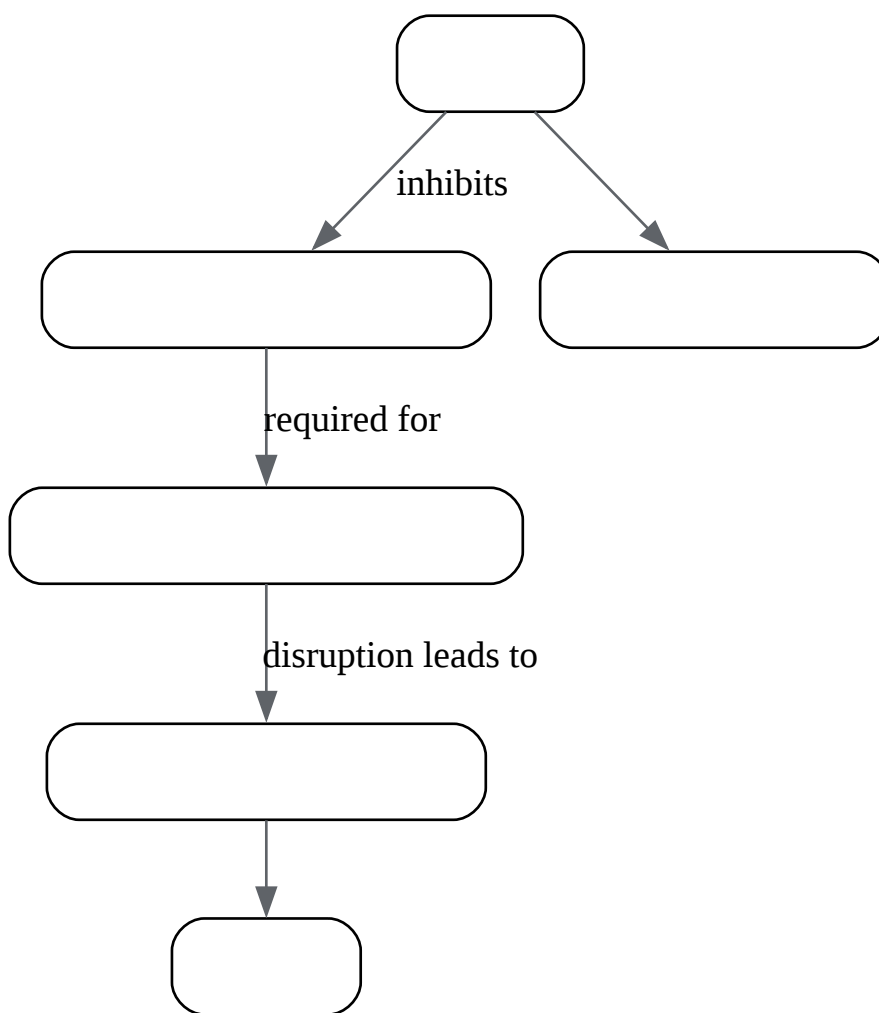 inhibits
required for
disruption leads to